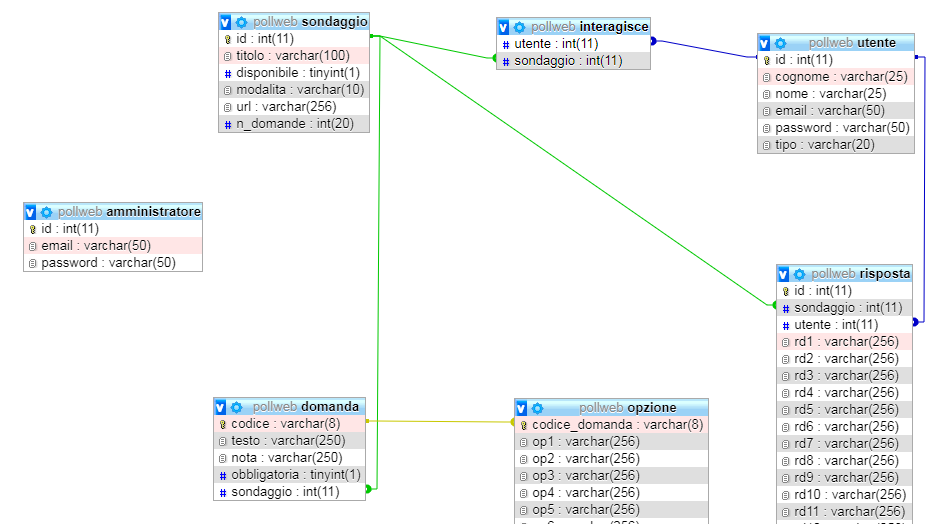 pollweb sondaggio
id : int(11)
titolo : varchar(100)
disponibile : tinyint(1)
modalita : varchar(10)
url : varchar(256)
n_domande : int(20)
pollweb interagisce
utente : int(11)
sondaggio : int(11)
pollweb utente
id : int(11)
cognome : varchar(25)
nome : varchar(25)
email : varchar(50)
password : varchar(50)
tipo : varchar(20)
pollweb amministratore
id : int(11)
email : varchar(50)
password : varchar(50)
pollweb risposta
id : int(11)
sondaggio : int(11)
utente : int(11)
rd1 : varchar(256)
rd2 : varchar(256)
rd3 : varchar(256)
rd4 : varchar(256)
rd5 : varchar(256)
rd6 : varchar(256)
rd7 : varchar(256)
rd8 : varchar(256)
rd9 : varchar(256)
rd10 : varchar(256)
rd11 : varchar(256)
pollweb domanda
codice : varchar(8)
testo : varchar(250)
nota : varchar(250)
obbligatoria : tinyint(1)
sondaggio : int(11)
pollweb opzione
codice_domanda : varchar(8)
op1 : varchar(256)
op2 : varchar(256)
op3 : varchar(256)
op4 : varchar(256)
op5 : varchar(256)